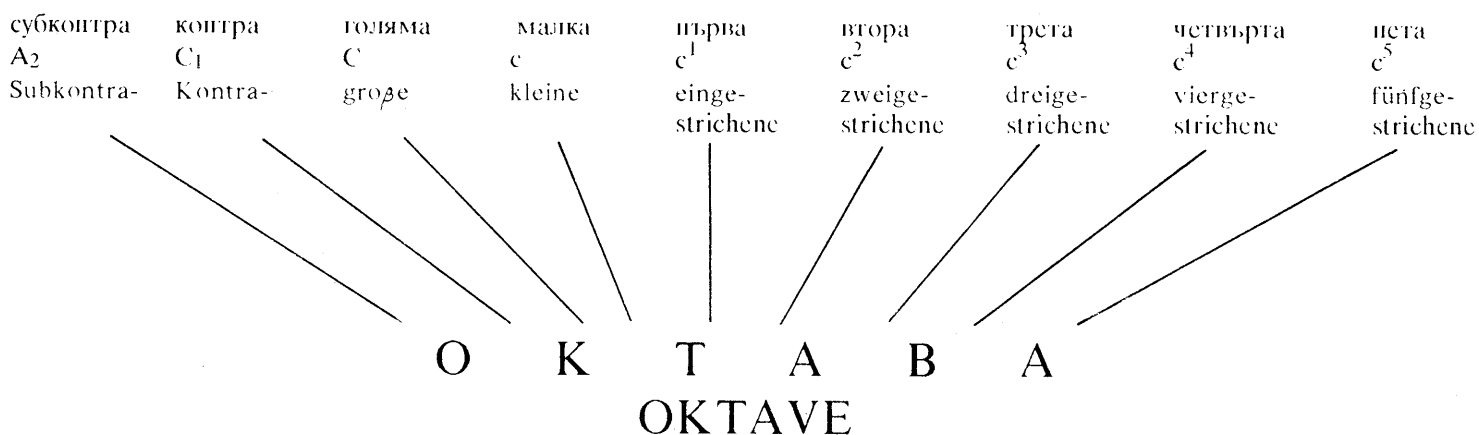 субконтра контра голяма малка първа втора трета четвърта пета
A₂ C₁ C c c¹ c² c³ c⁴ c⁵
Subkontra- Kontra- große kleine einge- zweige- dreige- vierge- fünfge-
strichene strichene strichene strichene strichene
О К Т А В А
OKTAVE